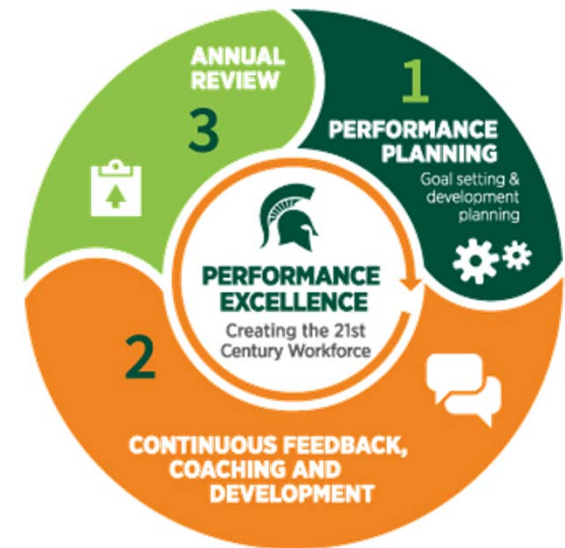 1
PERFORMANCE
PLANNING
Goal setting &
development
planning
2
CONTINUOUS FEEDBACK,
COACHING AND
DEVELOPMENT
ANNUAL
REVIEW
3
PERFORMANCE
EXCELLENCE
Creating the 21st
Century Workforce